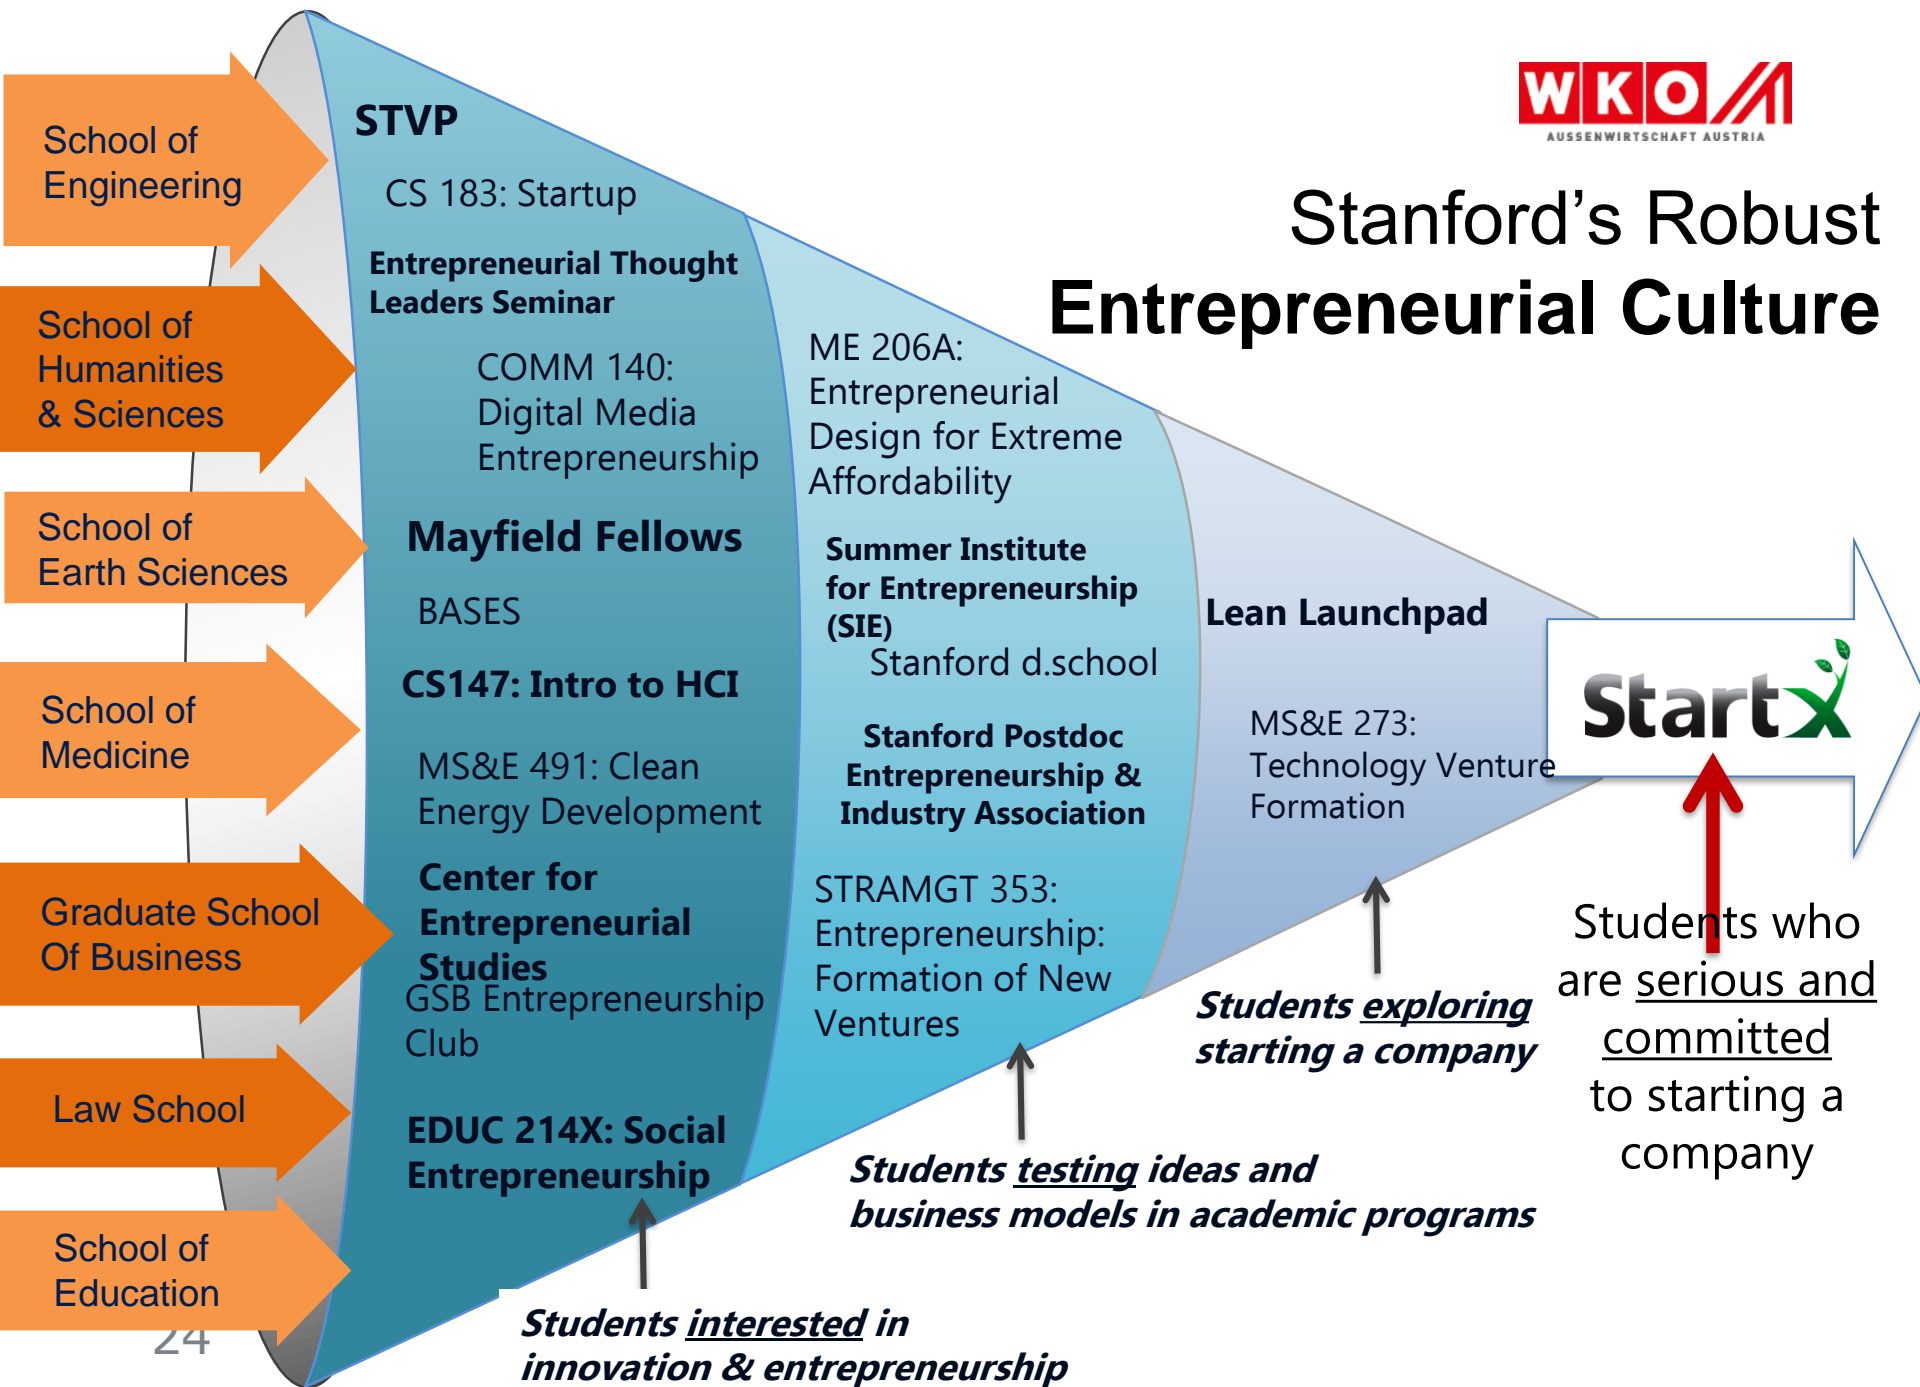 WKO
AUSSENWIRTSCHAFT AUSTRIA
Stanford’s Robust
Entrepreneurial Culture
School of
Engineering
School of
Humanities
& Sciences
School of
Earth Sciences
School of
Medicine
Graduate School
Of Business
Law School
School of
Education
24
STVP
CS 183: Startup
Entrepreneurial Thought
Leaders Seminar
COMM 140:
Digital Media
Entrepreneurship
Mayfield Fellows
BASES
CS147: Intro to HCI
MS&E 491: Clean
Energy Development
Center for
Entrepreneurial
Studies
GSB Entrepreneurship
Club
EDUC 214X: Social
Entrepreneurship
Students interested in
innovation & entrepreneurship
ME 206A:
Entrepreneurial
Design for Extreme
Affordability
Summer Institute
for Entrepreneurship
(SIE)
Stanford d.school
Stanford Postdoc
Entrepreneurship &
Industry Association
STRAMGT 353:
Entrepreneurship:
Formation of New
Ventures
Students testing ideas and
business models in academic programs
Lean Launchpad
MS&E 273:
Technology Venture
Formation
Students exploring
starting a company
StartX
Students who
are serious and
committed
to starting a
company